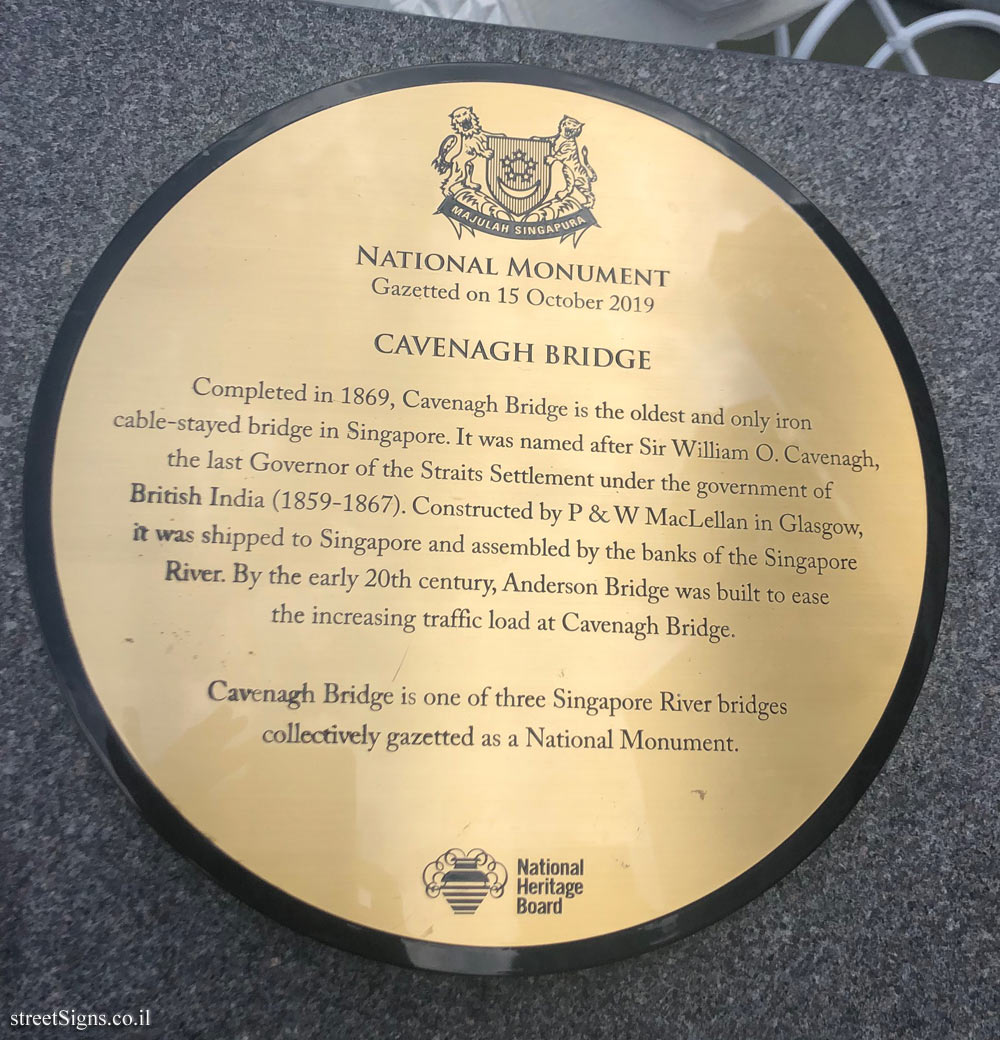 MAJULAH SINGAPURA
NATIONAL MONUMENT
Gazetted on 15 October 2019
CAVENAGH BRIDGE
Completed in 1869, Cavenagh Bridge is the oldest and only iron
cable-stayed bridge in Singapore. It was named after Sir William O. Cavenagh,
the last Governor of the Straits Settlement under the government of
British India (1859-1867). Constructed by P & W MacLellan in Glasgow,
it was shipped to Singapore and assembled by the banks of the Singapore
River. By the early 20th century, Anderson Bridge was built to ease
the increasing traffic load at Cavenagh Bridge.
Cavenagh Bridge is one of three Singapore River bridges
collectively gazetted as a National Monument.
National
Heritage
Board
streetSigns.co.il